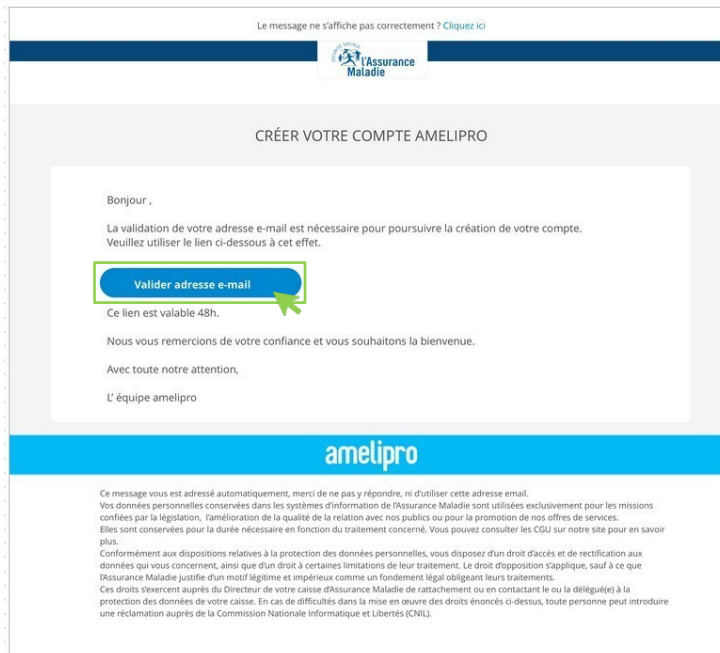 Le message ne s'affiche pas correctement ? Cliquez ici
SÉCURITÉ SOCIALE
l'Assurance
Maladie
CRÉER VOTRE COMPTE AMELIPRO
Bonjour ,
La validation de votre adresse e-mail est nécessaire pour poursuivre la création de votre compte.
Veuillez utiliser le lien ci-dessous à cet effet.
Valider adresse e-mail
Ce lien est valable 48h.
Nous vous remercions de votre confiance et vous souhaitons la bienvenue.
Avec toute notre attention,
L' équipe amelipro
amelipro
Ce message vous est adressé automatiquement, merci de ne pas y répondre, ni d'utiliser cette adresse email.
Vos données personnelles conservées dans les systèmes d'information de l'Assurance Maladie sont utilisées exclusivement pour les missions
confiées par la législation, l'amélioration de la qualité de la relation avec nos publics ou pour la promotion de nos offres de services.
Elles sont conservées pour la durée nécessaire en fonction du traitement concerné. Vous pouvez consulter les CGU sur notre site pour en savoir
plus.
Conformément aux dispositions relatives à la protection des données personnelles, vous disposez d'un droit d'accès et de rectification aux
données qui vous concernent, ainsi que d'un droit à certaines limitations de leur traitement. Le droit d'opposition s'applique, sauf à ce que
l'Assurance Maladie justifie d'un motif légitime et impérieux comme un fondement légal obligeant leurs traitements.
Ces droits s'exercent auprès du Directeur de votre caisse d'Assurance Maladie de rattachement ou en contactant le ou la délégué(e) à la
protection des données de votre caisse. En cas de difficultés dans la mise en œuvre des droits énoncés ci-dessus, toute personne peut introduire
une réclamation auprès de la Commission Nationale Informatique et Libertés (CNIL).